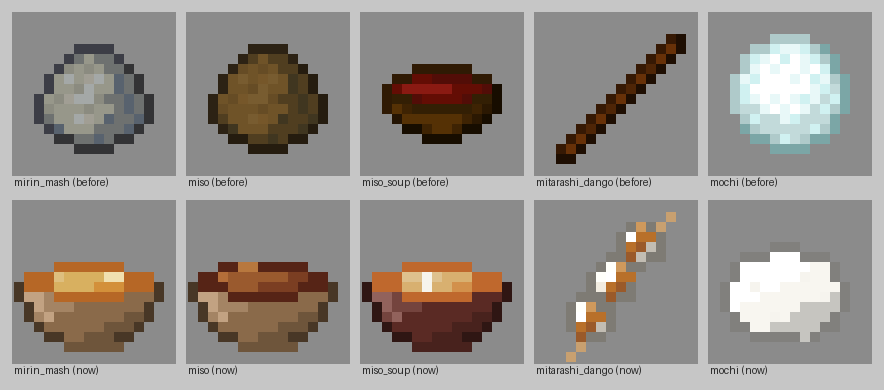 mirin_mash (before)
miso (before)
miso_soup (before)
mitarashi_dango (before)
mochi (before)
mirin_mash (now)
miso (now)
miso_soup (now)
mitarashi_dango (now)
mochi (now)